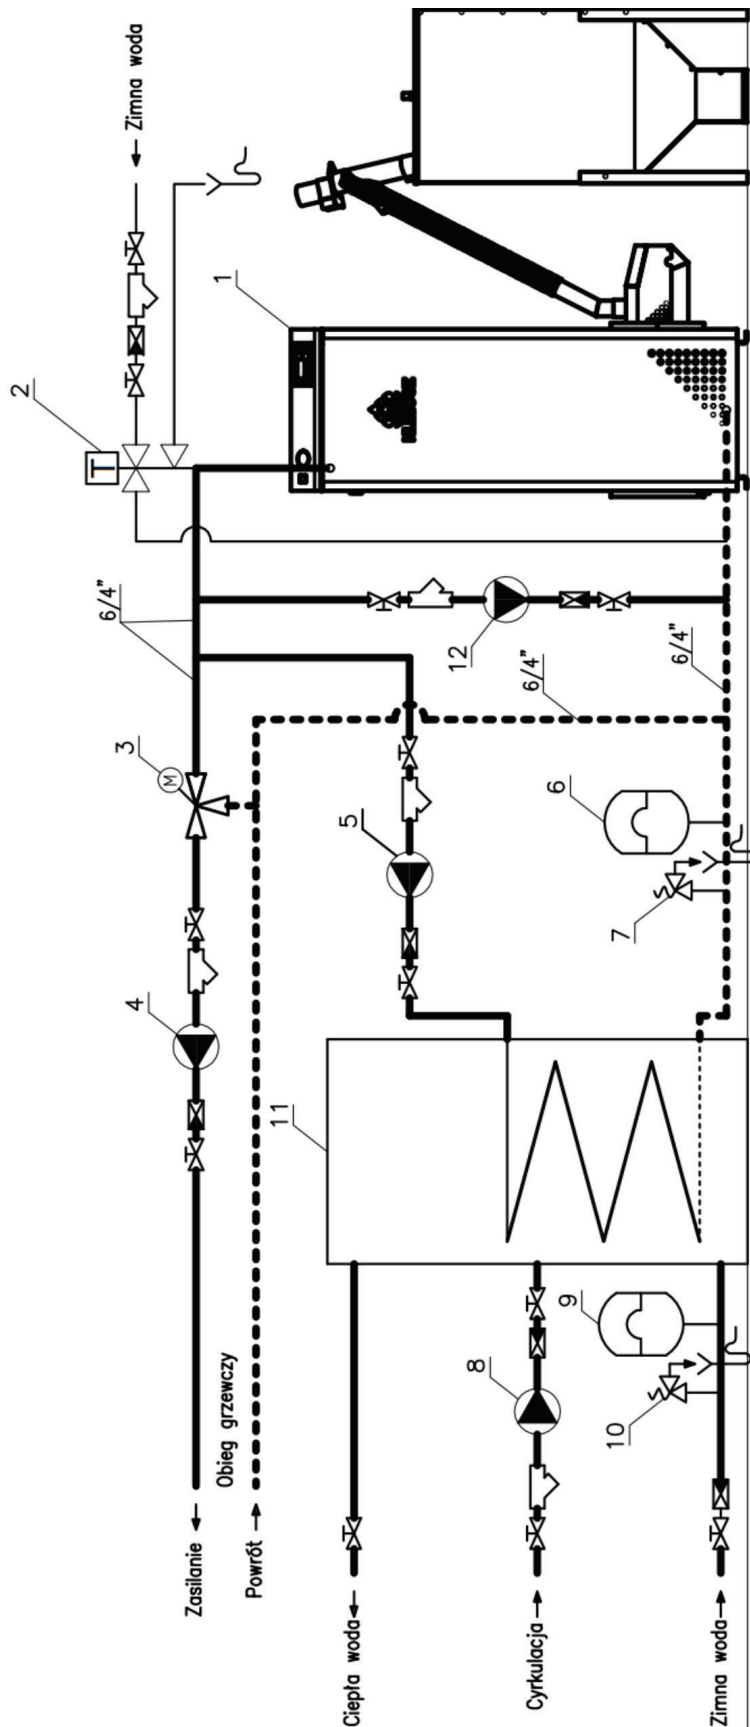 Zimna woda
1
2
6/4"
3
4
5
12
6/4"
6/4"
6
7
11
Zasilanie
Obieg grzewczy
Powrót
Ciepła woda
8
Cyrkulacja
9
10
Zimna woda
T
M